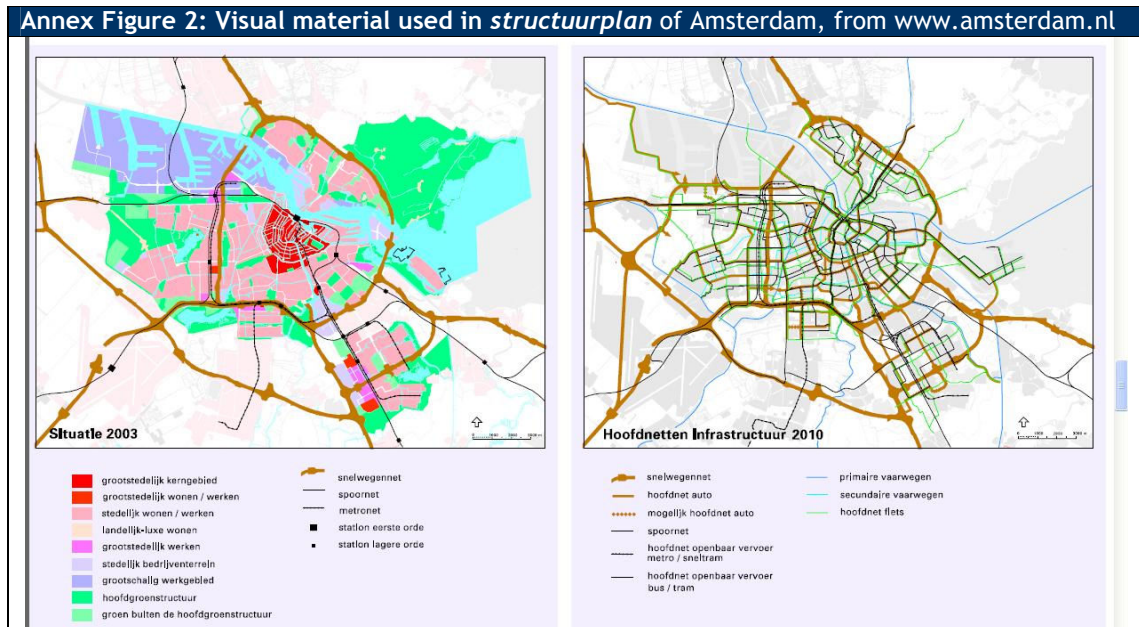 Annex Figure 2: Visual material used in structuurplan of Amsterdam, from www.amsterdam.nl
Situatie 2003
grootstedelijk kerngebied
grootstedelijk wonen / werken
stedelijk wonen / werken
landelijk-luxe wonen
grootstedelijk werken
stedelijk bedrijventerrein
grootschalig werkgebied
hoofdgroenstructuur
groen buiten de hoofdgroenstructuur
snelwegennet
spoornet
metronet
station eerste orde
station lagere orde
Hoofdnetten Infrastructuur 2010
snelwegennet
hoofdnet auto
mogelijk hoofdnet auto
spoornet
hoofdnet openbaar vervoer
metro / sneltram
hoofdnet openbaar vervoer
bus / tram
primaire vaarwegen
secundaire vaarwegen
hoofdnet fiets